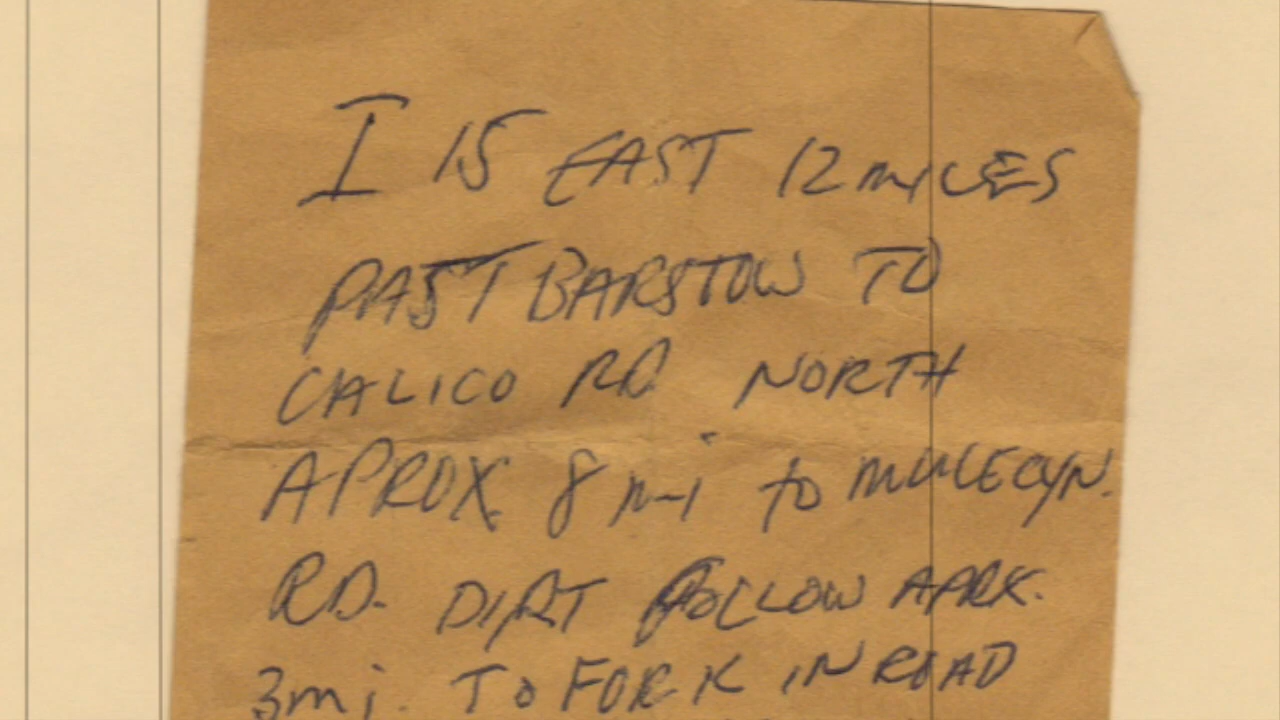 I 15 EAST 12 miLES
PAST BARSTOW TO
CALICO RD NORTH
APROX 8 mi to MULE CYN.
RD. DIRT FOLLOW APRX.
3mi. To FORK IN ROAD